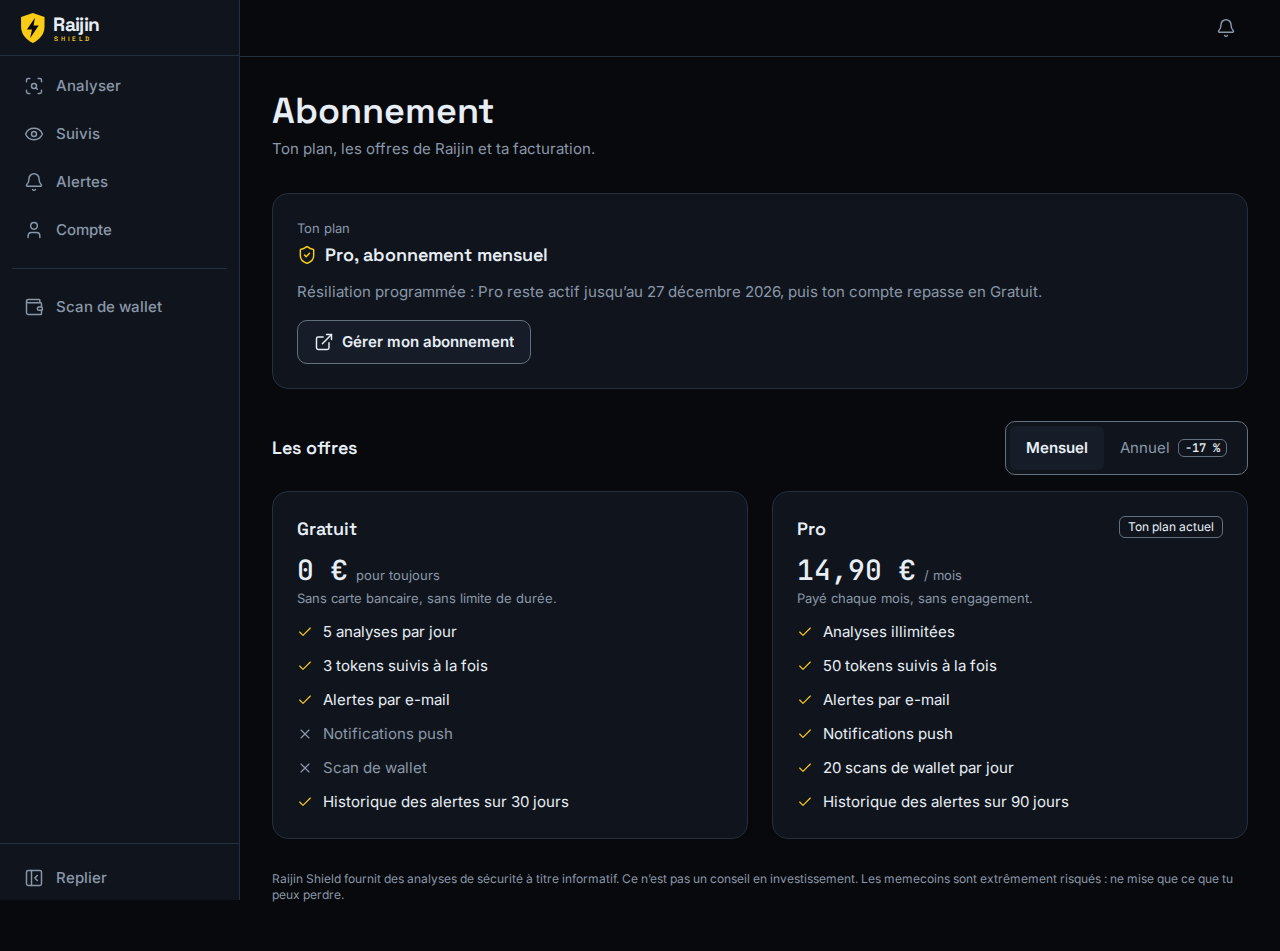 Raijin
SHIELD
Analyser
Suivis
Alertes
Compte
Scan de wallet
Replier
Abonnement
Ton plan, les offres de Raijin et ta facturation.
Ton plan
Pro, abonnement mensuel
Résiliation programmée : Pro reste actif jusqu’au 27 décembre 2026, puis ton compte repasse en Gratuit.
Gérer mon abonnement
Les offres
Mensuel
Annuel -17 %
Gratuit
0 € pour toujours
Sans carte bancaire, sans limite de durée.
5 analyses par jour
3 tokens suivis à la fois
Alertes par e-mail
Notifications push
Scan de wallet
Historique des alertes sur 30 jours
Pro
Ton plan actuel
14,90 € / mois
Payé chaque mois, sans engagement.
Analyses illimitées
50 tokens suivis à la fois
Alertes par e-mail
Notifications push
20 scans de wallet par jour
Historique des alertes sur 90 jours
Raijin Shield fournit des analyses de sécurité à titre informatif. Ce n’est pas un conseil en investissement. Les memecoins sont extrêmement risqués : ne mise que ce que tu
peux perdre.